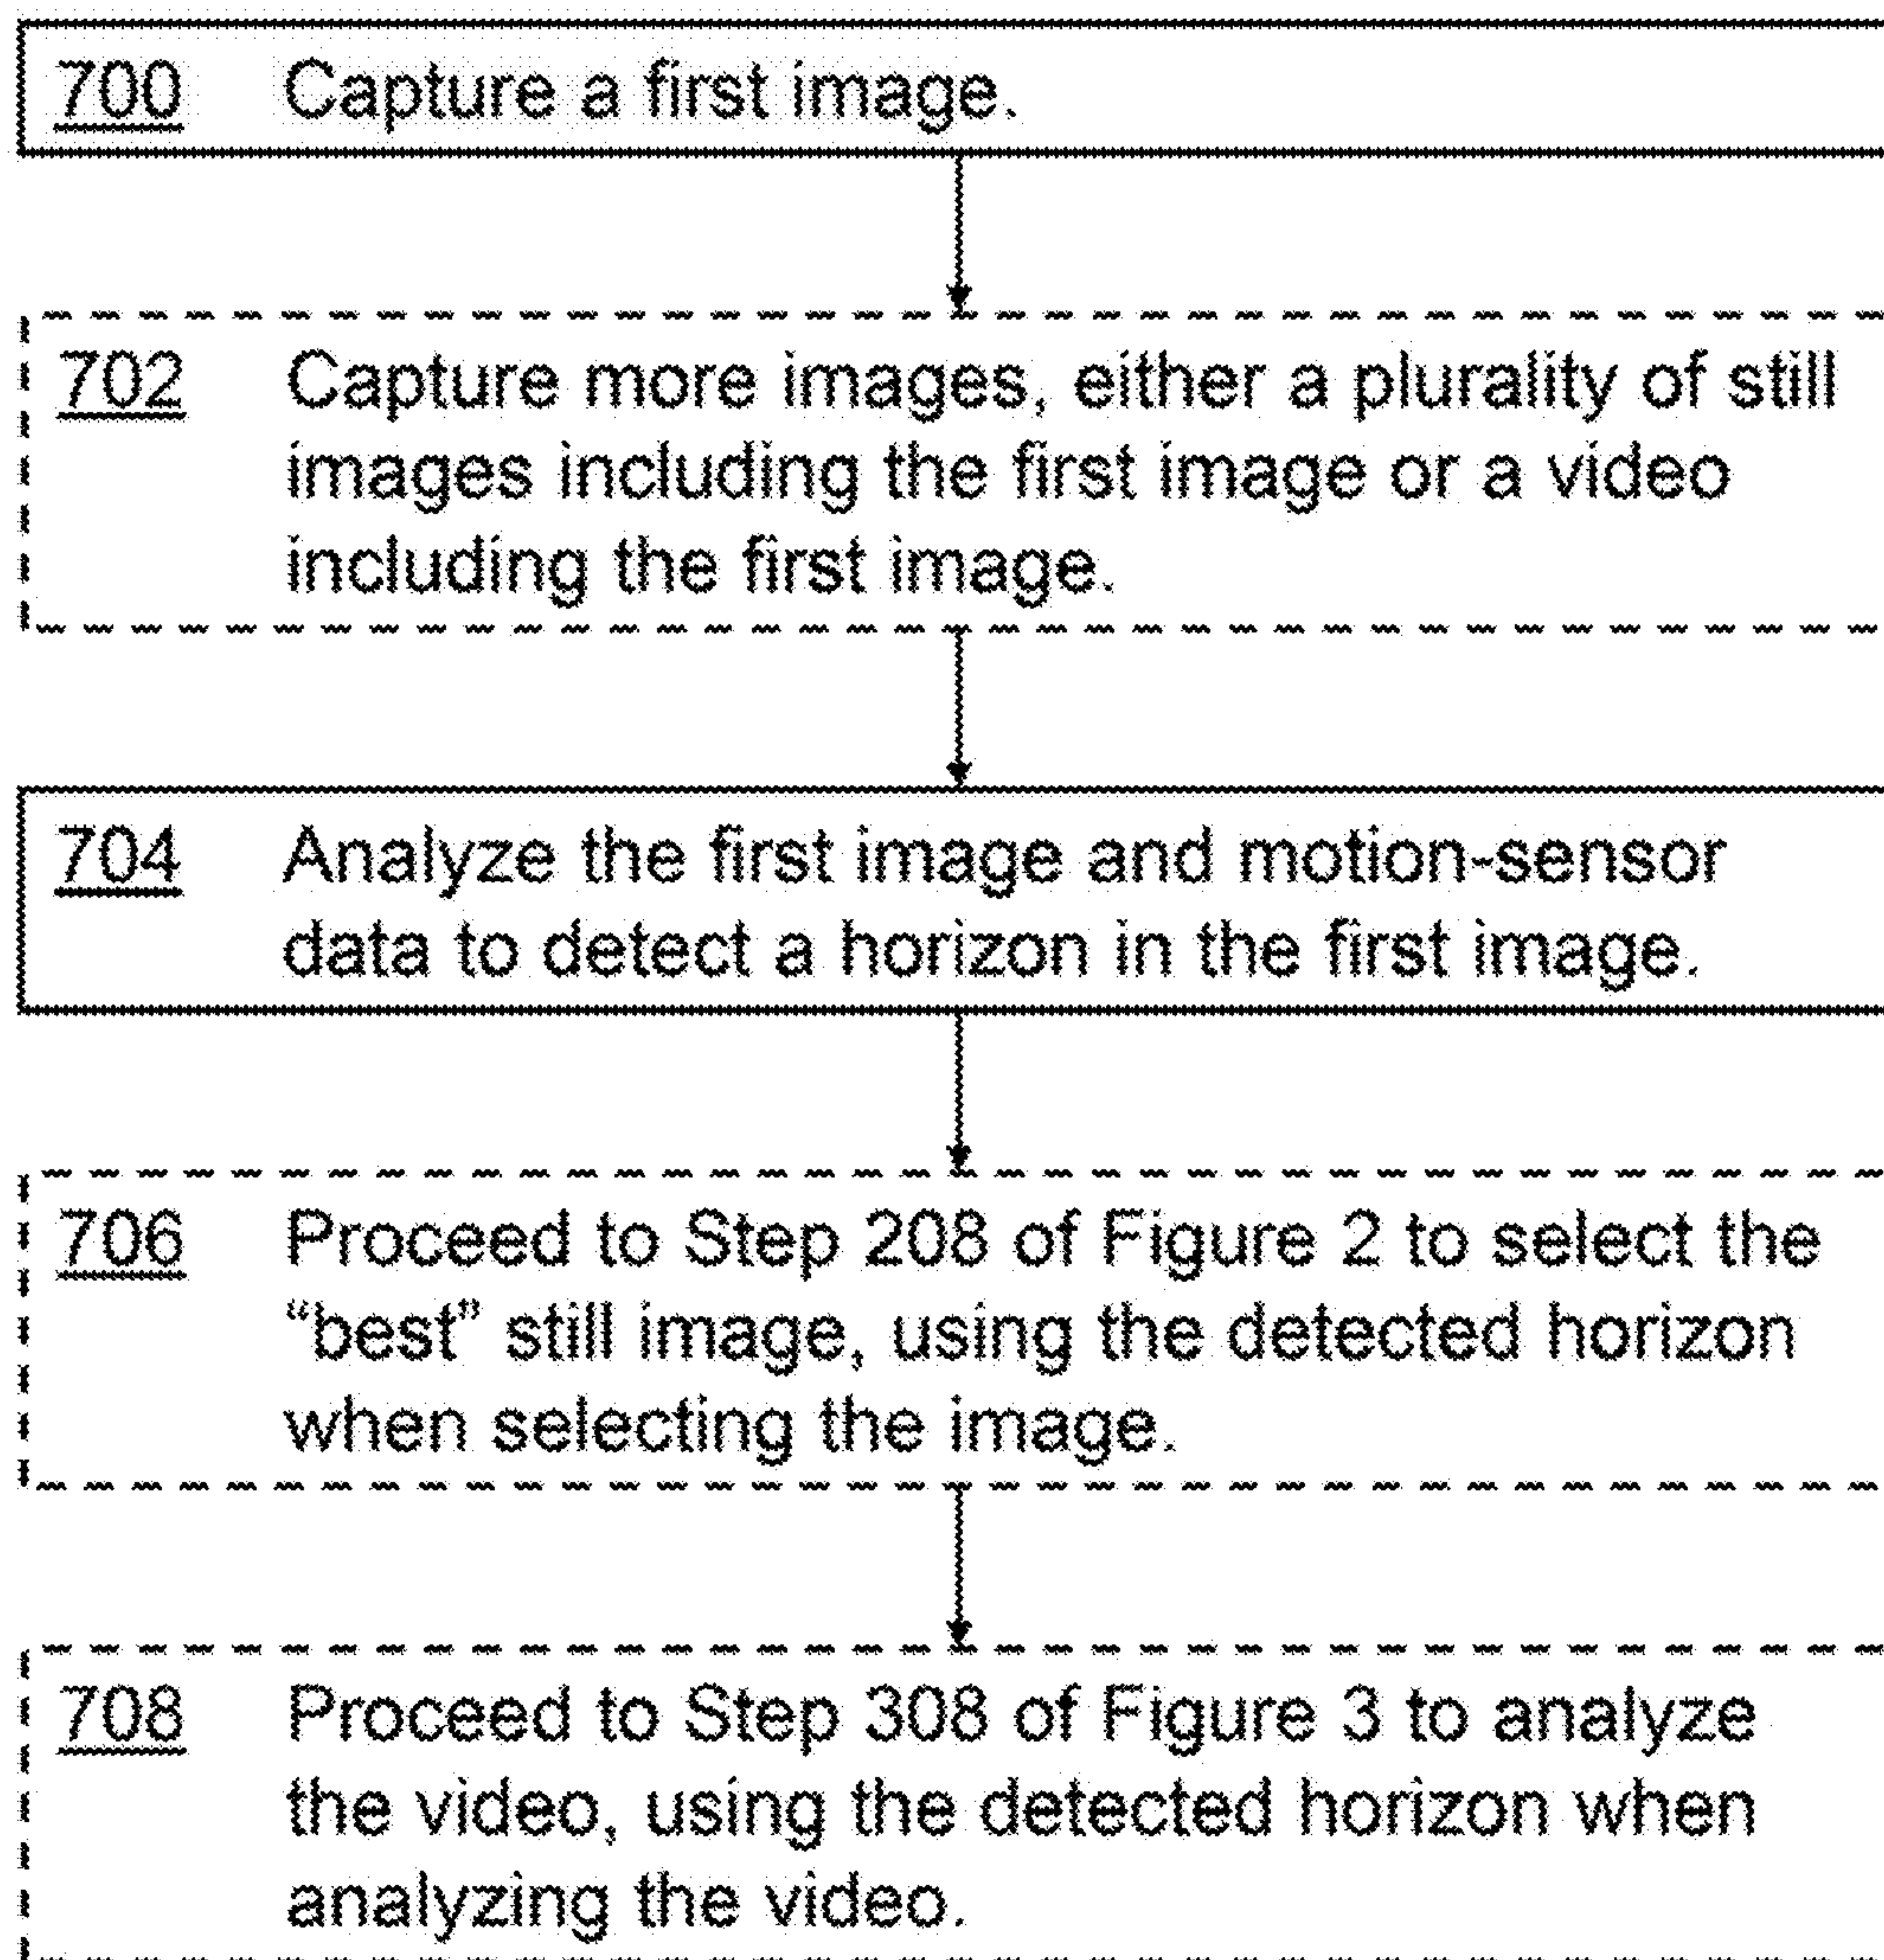 700 Capture a first image.
702 Capture more images, either a plurality of still
images including the first image or a video
including the first image.
704 Analyze the first image and motion-sensor
data to detect a horizon in the first image.
706 Proceed to Step 208 of Figure 2 to select the
“best” still image, using the detected horizon
when selecting the image.
708 Proceed to Step 308 of Figure 3 to analyze
the video, using the detected horizon when
analyzing the video.